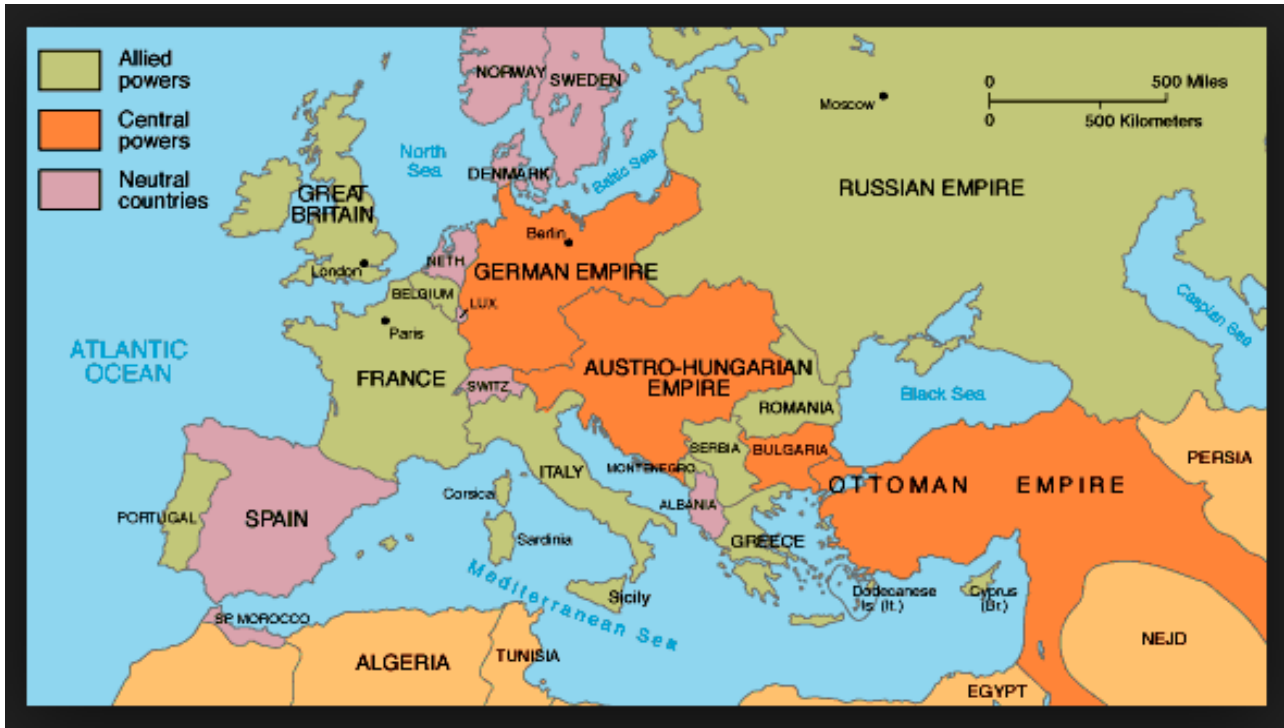 Allied
powers
Central
powers
Neutral
countries
NORWAY
SWEDEN
0
500 Miles
0
500 Kilometers
Moscow
North
Sea
Baltic Sea
DENMARK
RUSSIAN EMPIRE
GREAT
BRITAIN
Berlin
London
NETH.
GERMAN EMPIRE
BELGIUM
LUX.
Caspian Sea
Paris
ATLANTIC
OCEAN
FRANCE
SWITZ.
AUSTRO-HUNGARIAN
EMPIRE
Black Sea
ROMANIA
SERBIA
BULGARIA
PERSIA
MONTENEGRO
ITALY
OTTOMAN EMPIRE
Corsica
ALBANIA
PORTUGAL
SPAIN
Sardinia
GREECE
Mediterranean Sea
Sicily
Dodecanese
Is. (It.)
Cyprus
(Br.)
SP. MOROCCO
NEJD
ALGERIA
TUNISIA
EGYPT